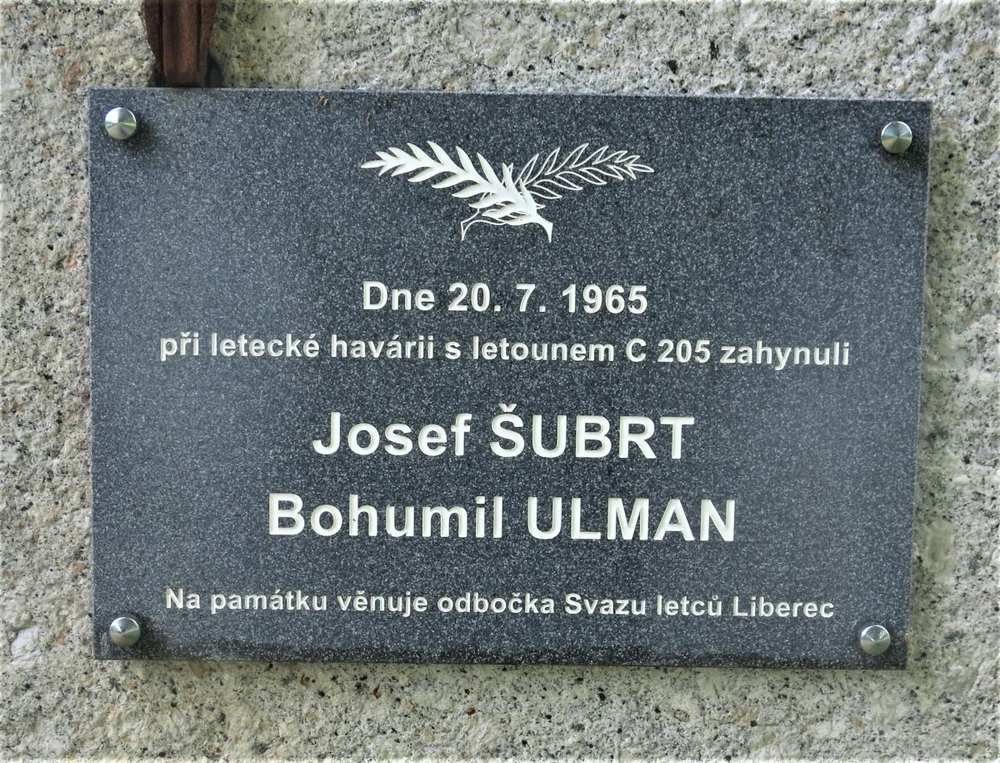 Dne 20. 7. 1965
při letecké havárii s letounem C 205 zahynuli
Josef ŠUBRT
Bohumil ULMAN
Na památku věnuje odbočka Svazu letců Liberec